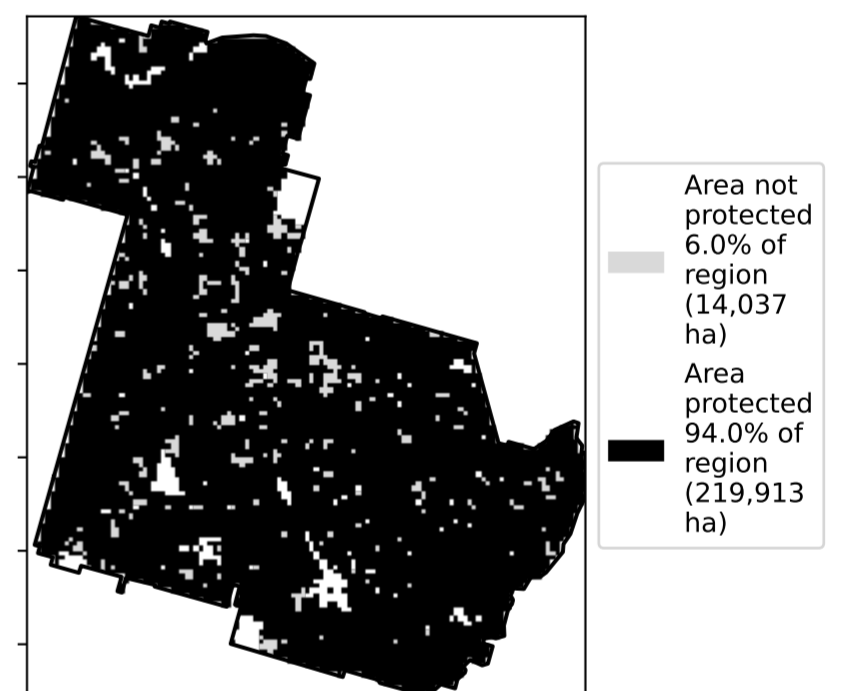 Area not
protected
6.0% of
region
(14,037
ha)
Area
protected
94.0% of
region
(219,913
ha)